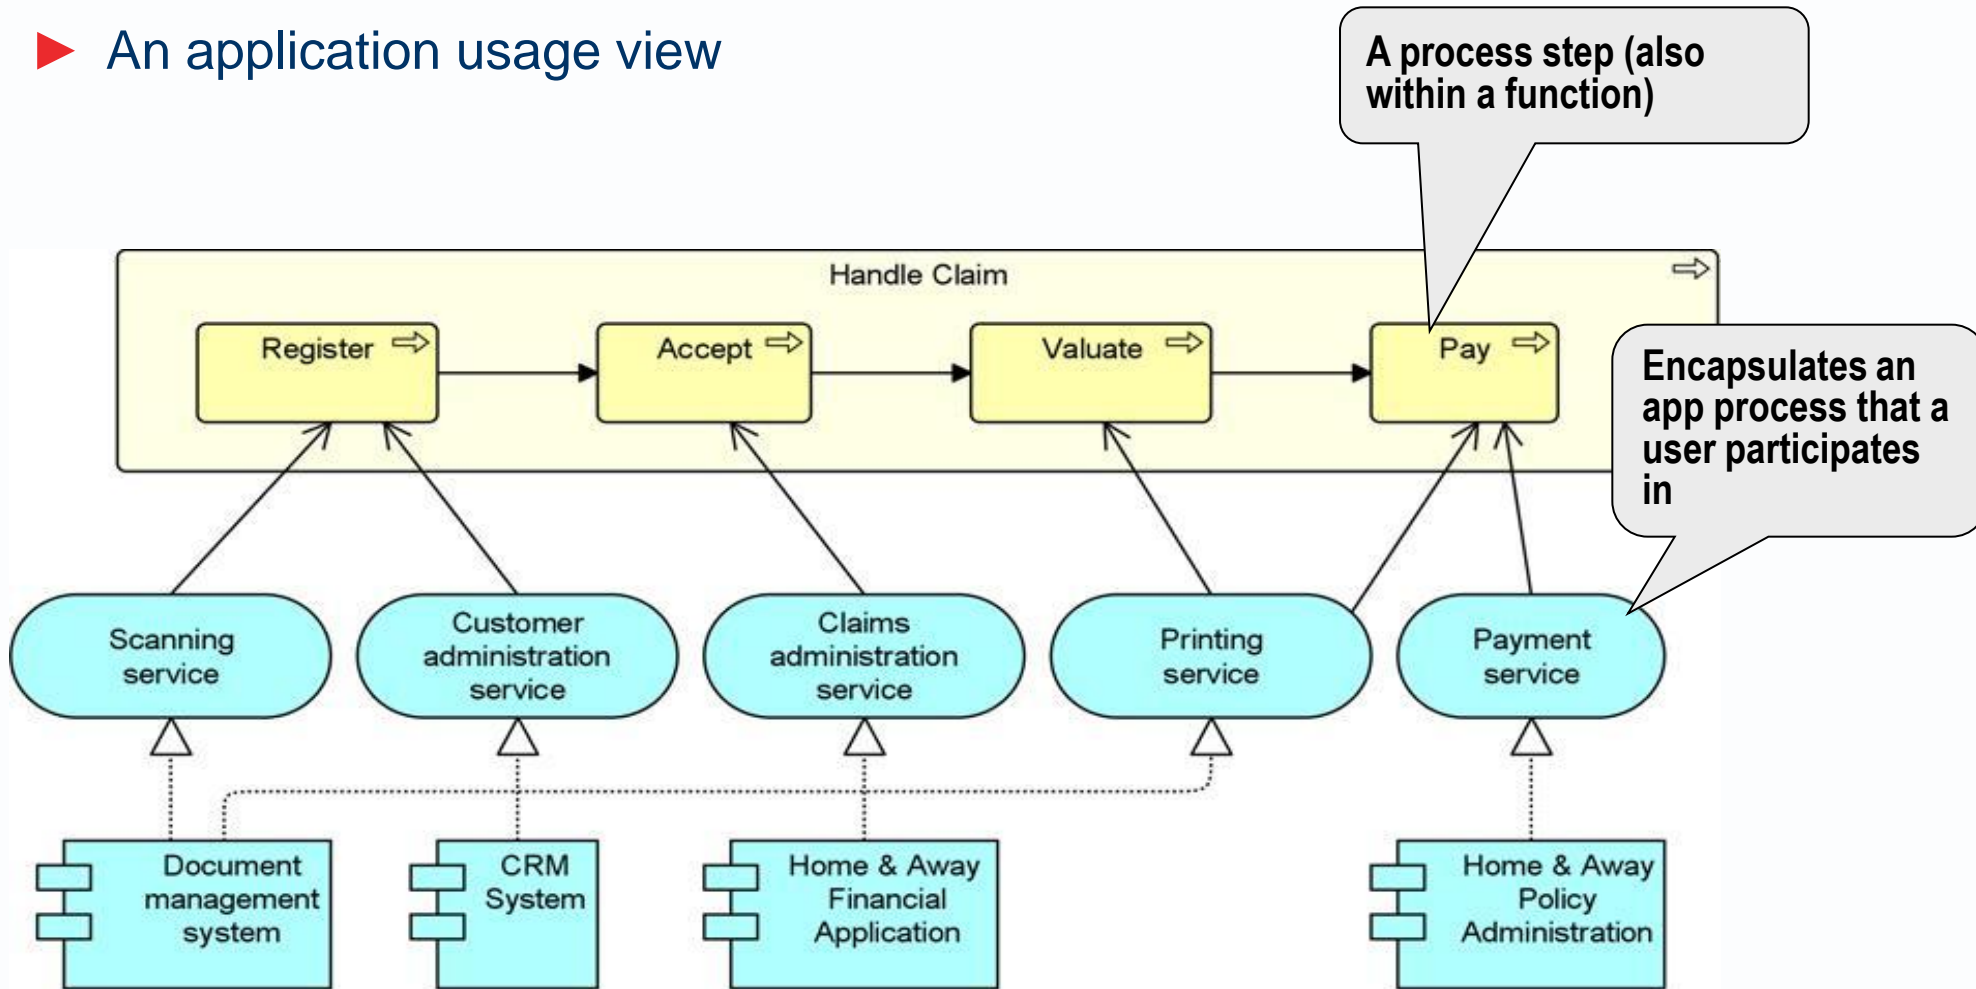 An application usage view
A process step (also
within a function)
Handle Claim
Register
Accept
Valuate
Pay
Encapsulates an
app process that a
user participates
in
Scanning
service
Customer
administration
service
Claims
administration
service
Printing
service
Payment
service
Document
management
system
CRM
System
Home & Away
Financial
Application
Home & Away
Policy
Administration